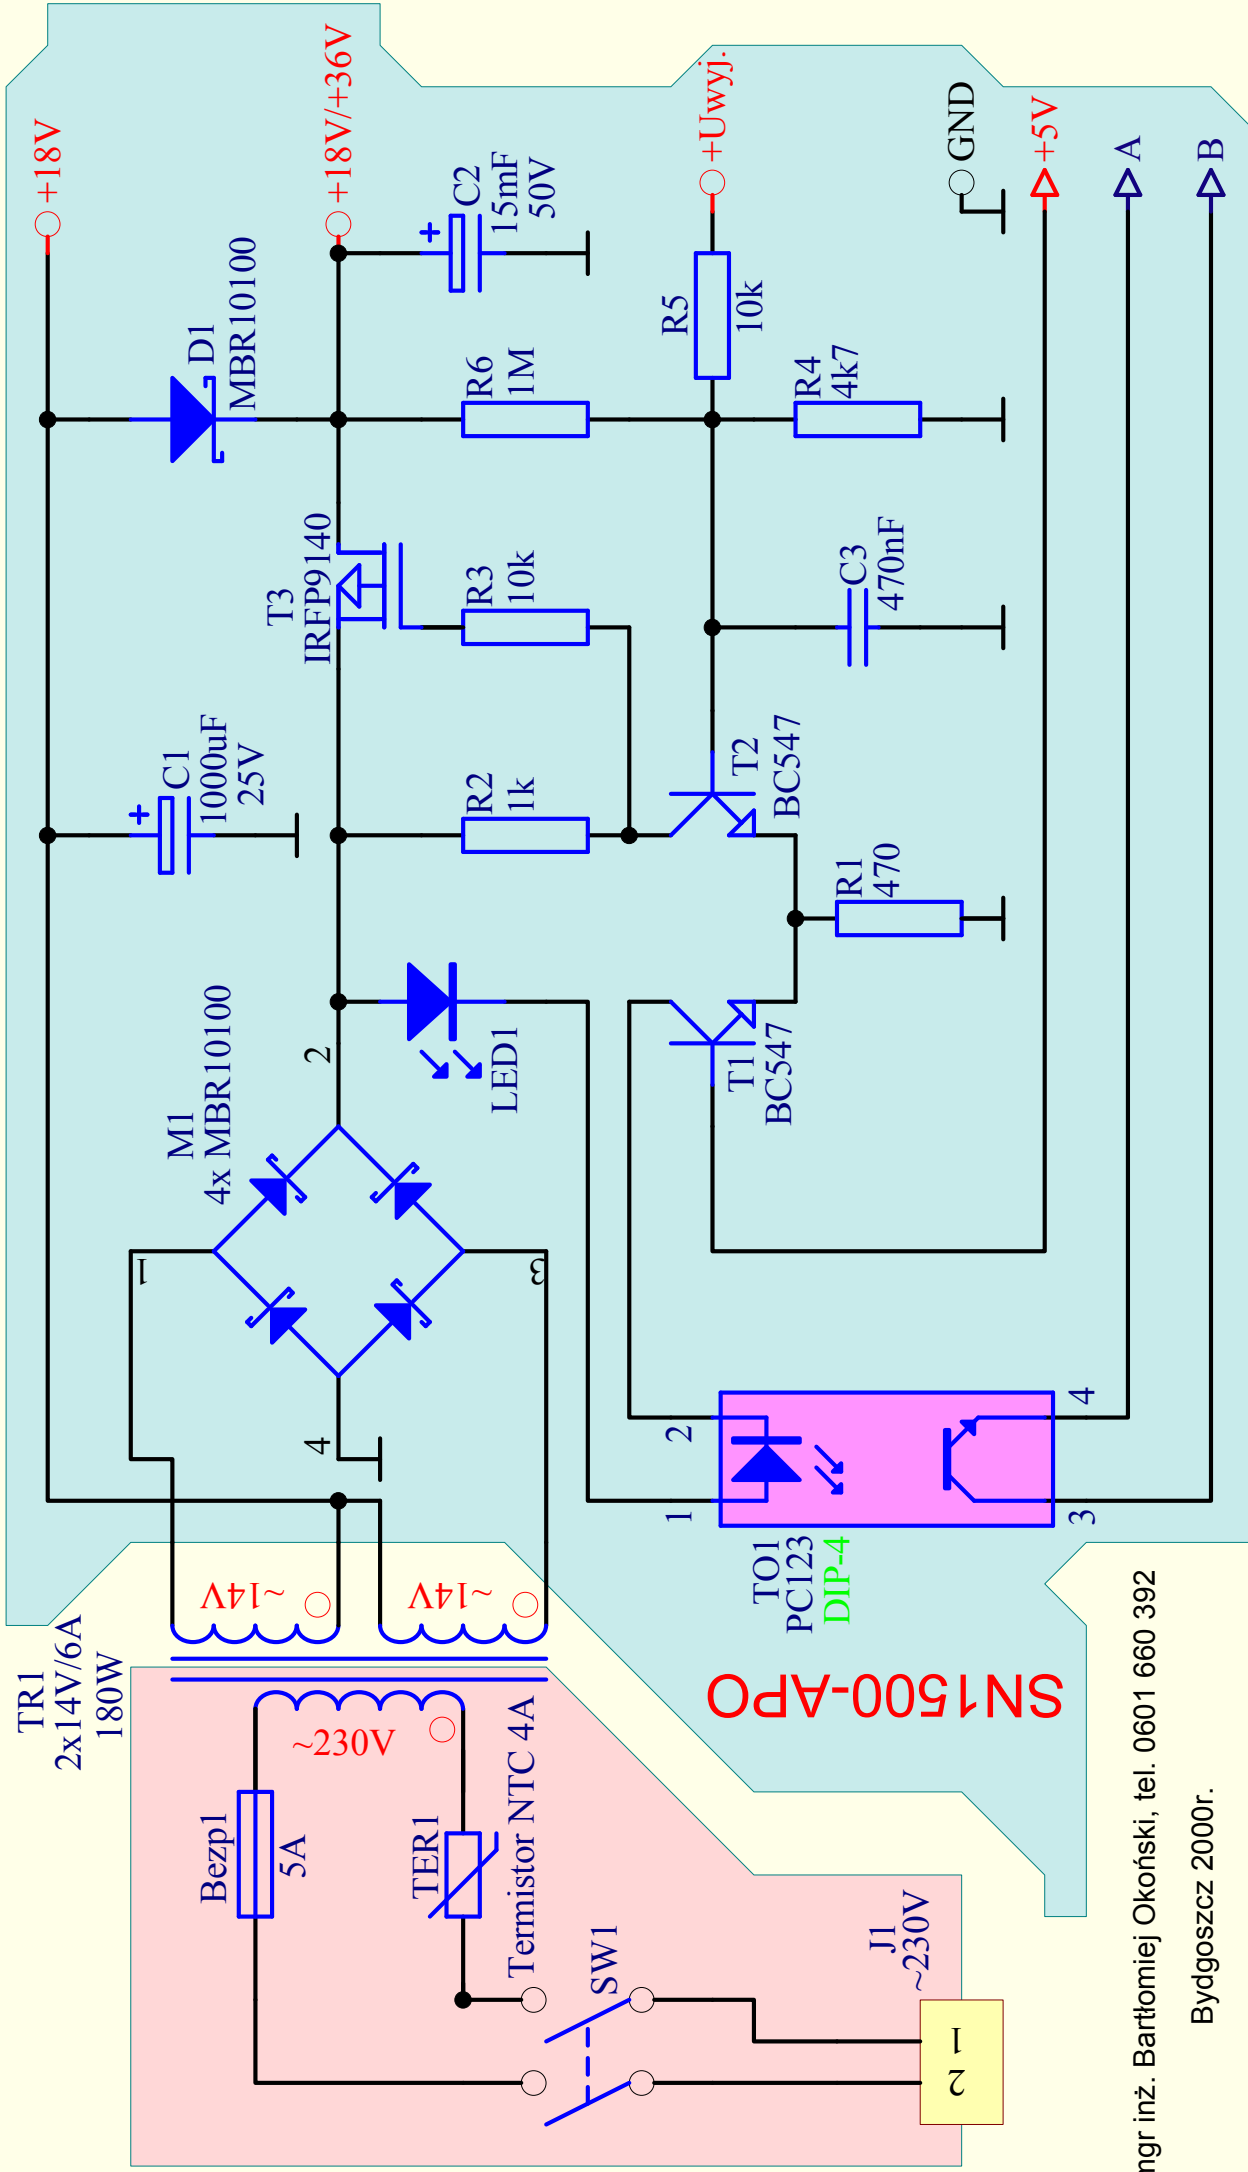 +18V
+18V/+36V
D1
MBR10100
C2
15mF
50V
+
+Uwyj.
R5
10k
R6
1M
R4
4k7
GND
+5V
A
B
T3
IRFP9140
R3
10k
C3
470nF
C1
1000uF
25V
+
R2
1k
T2
BC547
R1
470
M1
4x MBR10100
1
2
3
4
LED1
T1
BC547
TO1
PC123
DIP-4
1
2
3
4
TR1
2x14V/6A
180W
~14V
~14V
~230V
Bezp1
5A
TER1
Termistor NTC 4A
SW1
J1
~230V
1
2
SN1500-APO
mgr inż. Bartłomiej Okoński, tel. 0601 660 392
Bydgoszcz 2000r.